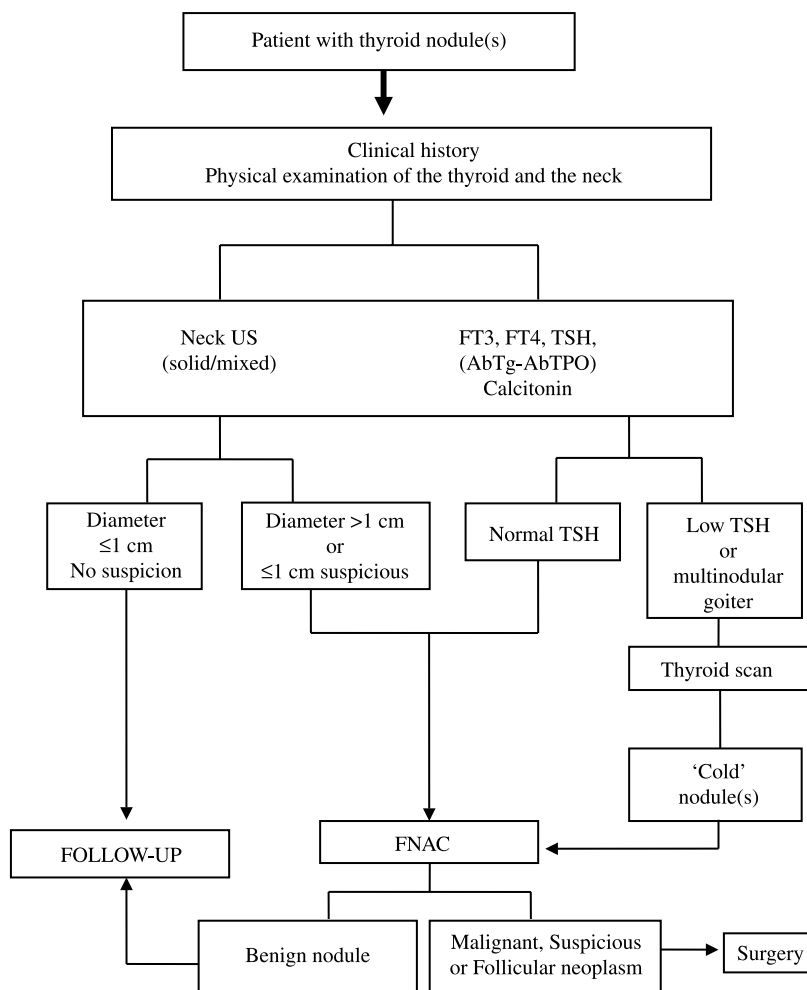 Patient with thyroid nodule(s)
Clinical history
Physical examination of the thyroid and the neck
Neck US
(solid/mixed)
FT3, FT4, TSH,
(AbTg-AbTPO)
Calcitonin
Diameter
≤1 cm
No suspicion
Diameter >1 cm
or
≤1 cm suspicious
Normal TSH
Low TSH
or
multinodular
goiter
Thyroid scan
‘Cold’
nodule(s)
FOLLOW-UP
FNAC
Benign nodule
Malignant, Suspicious
or Follicular neoplasm
Surgery